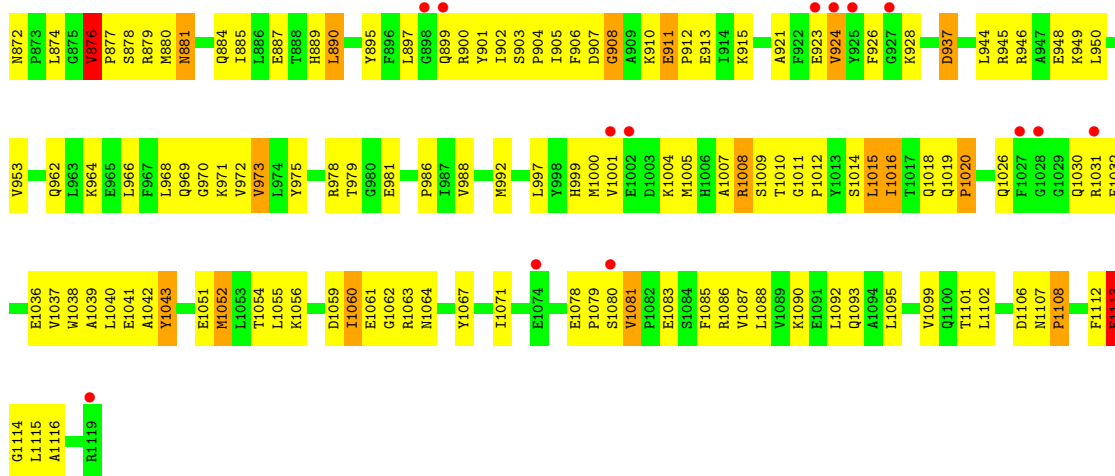 N872 P873 L874 G875 V876 P877 S878 R879 M880 N881 Q884 I885 L886 E887 T888 H889 L890 Y895 F896 L897 G898 Q899 R900 Y901 I902 S903 P904 I905 F906 D907 G908 A909 K910 E911 P912 E913 I914 K915 A921 F922 E923 V924 Y925 F926 G927 K928 D937 L944 R945 R946 A947 E948 K949 L950
V953 Q962 L963 K964 E965 L966 F967 L968 Q969 G970 K971 V972 V973 L974 Y975 R978 T979 G980 E981 P986 I987 V988 M992 L997 Y998 H999 M1000 V1001 E1002 D1003 K1004 M1005 H1006 A1007 R1008 S1009 T1010 G1011 P1012 Y1013 S1014 L1015 I1016 T1017 Q1018 Q1019 P1020 Q1026 F1027 G1028 G1029 Q1030 R1031
E1036 V1037 W1038 A1039 L1040 E1041 A1042 Y1043 E1051 M1052 L1053 T1054 L1055 K1056 D1059 I1060 E1061 G1062 R1063 N1064 Y1067 I1071 E1074 E1078 P1079 S1080 V1081 P1082 E1083 S1084 F1085 R1086 V1087 L1088 V1089 K1090 E1091 L1092 Q1093 A1094 L1095 V1099 Q1100 T1101 L1102 D1106 N1107 P1108 F1112
G1114 L1115 A1116 R1119